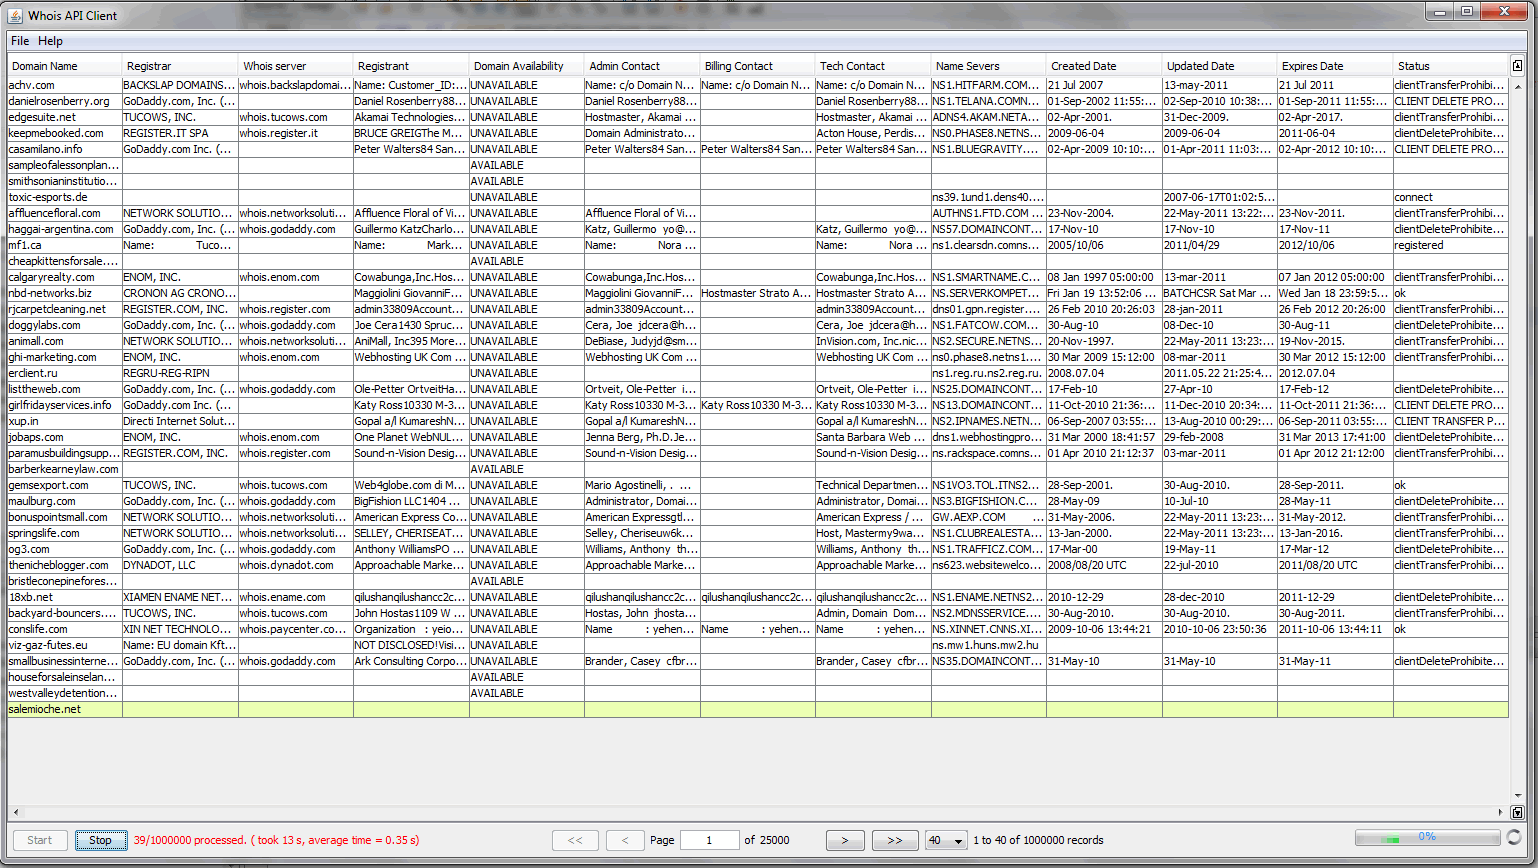 Whois API Client
File Help
Domain Name Registrar Whois server Registrant Domain Availability Admin Contact Billing Contact Tech Contact Name Severs Created Date Updated Date Expires Date Status
achv.com BACKSLAP DOMAINS... whois.backslapdomai... Name: Customer_ID:... UNAVAILABLE Name: c/o Domain N... Name: c/o Domain N... Name: c/o Domain N... NS1.HITFARM.COM... 21 Jul 2007 13-may-2011 21 Jul 2011 clientTransferProhibi...
danielrosenberry.org GoDaddy.com, Inc. (... Daniel Rosenberry88... UNAVAILABLE Daniel Rosenberry88... Daniel Rosenberry88... NS1.TELANA.COMN... 01-Sep-2002 11:55:... 02-Sep-2010 10:38:... 01-Sep-2011 11:55:... CLIENT DELETE PRO...
edgesuite.net TUCOWS, INC. whois.tucows.com Akamai Technologies... UNAVAILABLE Hostmaster, Akamai ... Hostmaster, Akamai ... ADNS4.AKAM.NETA... 02-Apr-2001. 31-Dec-2009. 02-Apr-2017. clientTransferProhibi...
keepmebooked.com REGISTER.IT SPA whois.register.it BRUCE GREIGThe M... UNAVAILABLE Domain Administrato... Acton House, Perdis... NS0.PHASE8.NETNS... 2009-06-04 2009-06-04 2011-06-04 clientDeleteProhibite...
casamilano.info GoDaddy.com Inc. (... Peter Walters84 San... UNAVAILABLE Peter Walters84 San... Peter Walters84 San... Peter Walters84 San... NS1.BLUEGRAVITY.... 02-Apr-2009 10:10:... 01-Apr-2011 11:03:... 02-Apr-2012 10:10:... CLIENT DELETE PRO...
sampleofalessonplan... AVAILABLE
smithsonianinstitutio... AVAILABLE
toxic-esports.de UNAVAILABLE ns39.1und1.dens40.... 2007-06-17T01:02:5... connect
affluencefloral.com NETWORK SOLUTIO... whois.networksoluti... Affluence Floral of Vi... UNAVAILABLE Affluence Floral of Vi... AUTHNS1.FTD.COM ... 23-Nov-2004. 22-May-2011 13:22:... 23-Nov-2011. clientTransferProhibi...
haggai-argentina.com GoDaddy.com, Inc. (... whois.godaddy.com Guillermo KatzCharlo... UNAVAILABLE Katz, Guillermo yo@... Katz, Guillermo yo@... NS57.DOMAINCONT... 17-Nov-10 17-Nov-10 17-Nov-11 clientDeleteProhibite...
mf1.ca Name: Tuco... Name: Mark... UNAVAILABLE Name: Nora ... Name: Nora ... ns1.clearsdn.comns... 2005/10/06 2011/04/29 2012/10/06 registered
cheapkittensforsale.... AVAILABLE
calgaryrealty.com ENOM, INC. whois.enom.com Cowabunga,Inc.Hos... UNAVAILABLE Cowabunga,Inc.Hos... Cowabunga,Inc.Hos... NS1.SMARTNAME.C... 08 Jan 1997 05:00:00 13-mar-2011 07 Jan 2012 05:00:00 clientTransferProhibi...
nbd-networks.biz CRONON AG CRONO... Maggiolini GiovanniF... UNAVAILABLE Maggiolini GiovanniF... Hostmaster Strato A... Hostmaster Strato A... NS.SERVERKOMPET... Fri Jan 19 13:52:06 ... BATCHCSR Sat Mar ... Wed Jan 18 23:59:5... ok
rjcarpetcleaning.net REGISTER.COM, INC. whois.register.com admin33809Account... UNAVAILABLE admin33809Account... admin33809Account... dns01.gpn.register.... 26 Feb 2010 20:26:03 28-jan-2011 26 Feb 2012 20:26:00 clientTransferProhibi...
doggylabs.com GoDaddy.com, Inc. (... whois.godaddy.com Joe Cera1430 Spruc... UNAVAILABLE Cera, Joe jdcera@h... Cera, Joe jdcera@h... NS1.FATCOW.COM... 30-Aug-10 08-Dec-10 30-Aug-11 clientDeleteProhibite...
animall.com NETWORK SOLUTIO... whois.networksoluti... AniMall, Inc395 More... UNAVAILABLE DeBiase, Judyjd@sm... InVision.com, Inc.nic... NS2.SECURE.NETNS... 20-Nov-1997. 22-May-2011 13:23:... 19-Nov-2015. clientTransferProhibi...
ghi-marketing.com ENOM, INC. whois.enom.com Webhosting UK Com ... UNAVAILABLE Webhosting UK Com ... Webhosting UK Com ... ns0.phase8.netns1.... 30 Mar 2009 15:12:00 08-mar-2011 30 Mar 2012 15:12:00 clientTransferProhibi...
erclient.ru REGRU-REG-RIPN UNAVAILABLE ns1.reg.ru.ns2.reg.ru. 2008.07.04 2011.05.22 21:25:4... 2012.07.04
listtheweb.com GoDaddy.com, Inc. (... whois.godaddy.com Ole-Petter OrtveitHa... UNAVAILABLE Ortveit, Ole-Petter i... Ortveit, Ole-Petter i... NS25.DOMAINCONT... 17-Feb-10 27-Apr-10 17-Feb-12 clientDeleteProhibite...
girlfridayservices.info GoDaddy.com Inc. (... Katy Ross10330 M-3... UNAVAILABLE Katy Ross10330 M-3... Katy Ross10330 M-3... Katy Ross10330 M-3... NS13.DOMAINCONT... 11-Oct-2010 21:36:... 11-Dec-2010 20:34:... 11-Oct-2011 21:36:... CLIENT DELETE PRO...
xup.in Directi Internet Solut... Gopal a/l KumareshN... UNAVAILABLE Gopal a/l KumareshN... Gopal a/l KumareshN... NS2.IPNAMES.NETN... 06-Sep-2007 03:55:... 13-Aug-2010 00:29:... 06-Sep-2011 03:55:... CLIENT TRANSFER P...
jobaps.com ENOM, INC. whois.enom.com One Planet WebNUL... UNAVAILABLE Jenna Berg, Ph.D.Je... Santa Barbara Web ... dns1.webhostingpro... 31 Mar 2000 18:41:57 29-feb-2008 31 Mar 2013 17:41:00 clientDeleteProhibite...
paramusbuildingsupp... REGISTER.COM, INC. whois.register.com Sound-n-Vision Desig... UNAVAILABLE Sound-n-Vision Desig... Sound-n-Vision Desig... ns.rackspace.comns... 01 Apr 2010 21:12:37 03-mar-2011 01 Apr 2012 21:12:00 clientTransferProhibi...
barberkearneylaw.com AVAILABLE
gemsexport.com TUCOWS, INC. whois.tucows.com Web4globe.com di M... UNAVAILABLE Mario Agostinelli, . ... Technical Departmen... NS1VO3.TOL.ITNS2... 28-Sep-2001. 30-Aug-2010. 28-Sep-2011. ok
maulburg.com GoDaddy.com, Inc. (... whois.godaddy.com BigFishion LLC1404 ... UNAVAILABLE Administrator, Domai... Administrator, Domai... NS3.BIGFISHION.C... 28-May-09 10-Jul-10 28-May-11 clientDeleteProhibite...
bonuspointsmall.com NETWORK SOLUTIO... whois.networksoluti... American Express Co... UNAVAILABLE American Expressgtl... American Express / ... GW.AEXP.COM ... 31-May-2006. 22-May-2011 13:23:... 31-May-2012. clientTransferProhibi...
springslife.com NETWORK SOLUTIO... whois.networksoluti... SELLEY, CHERISEAT... UNAVAILABLE Selley, Cheriseuw6k... Host, Mastermy9wa... NS1.CLUBREALESTA... 13-Jan-2000. 22-May-2011 13:23:... 13-Jan-2016. clientTransferProhibi...
og3.com GoDaddy.com, Inc. (... whois.godaddy.com Anthony WilliamsPO ... UNAVAILABLE Williams, Anthony th... Williams, Anthony th... NS1.TRAFFICZ.COM... 17-Mar-00 19-May-11 17-Mar-12 clientDeleteProhibite...
thenicheblogger.com DYNADOT, LLC whois.dynadot.com Approachable Marke... UNAVAILABLE Approachable Marke... Approachable Marke... ns623.websitewelco... 2008/08/20 UTC 22-jul-2010 2011/08/20 UTC clientTransferProhibi...
bristleconepinefores... AVAILABLE
18xb.net XIAMEN ENAME NET... whois.ename.com qilushanqilushancc2c... UNAVAILABLE qilushanqilushancc2c... qilushanqilushancc2c... qilushanqilushancc2c... NS1.ENAME.NETNS2... 2010-12-29 28-dec-2010 2011-12-29 clientDeleteProhibite...
backyard-bouncers.... TUCOWS, INC. whois.tucows.com John Hostas1109 W ... UNAVAILABLE Hostas, John jhosta... Admin, Domain Dom... NS2.MDNSSERVICE.... 30-Aug-2010. 30-Aug-2010. 30-Aug-2011. clientTransferProhibi...
conslife.com XIN NET TECHNOLO... whois.paycenter.co... Organization : yeio... UNAVAILABLE Name : yehen... Name : yehen... Name : yehen... NS.XINNET.CNNS.XI... 2009-10-06 13:44:21 2010-10-06 23:50:36 2011-10-06 13:44:11 ok
viz-gaz-futes.eu Name: EU domain Kft... NOT DISCLOSED!Visi... UNAVAILABLE ns.mw1.huns.mw2.hu
smallbusinessinterne... GoDaddy.com, Inc. (... whois.godaddy.com Ark Consulting Corpo... UNAVAILABLE Brander, Casey cfbr... Brander, Casey cfbr... NS35.DOMAINCONT... 31-May-10 31-May-10 31-May-11 clientDeleteProhibite...
houseforsaleinselan... AVAILABLE
westvalleydetention... AVAILABLE
salemioche.net
Start Stop 39/1000000 processed. ( took 13 s, average time = 0.35 s) << < Page 1 of 25000 > >> 40 1 to 40 of 1000000 records 0%